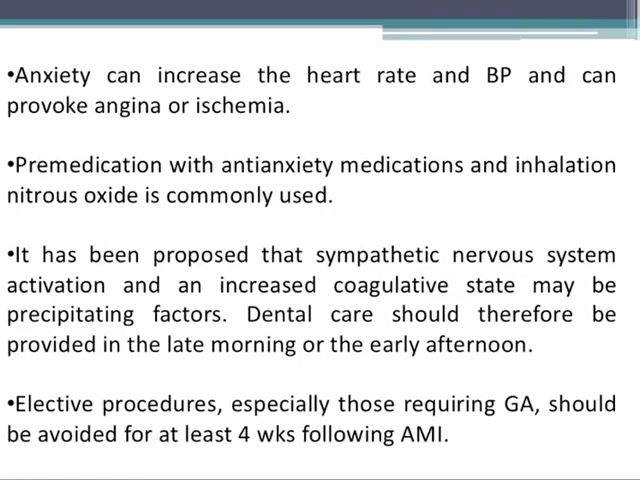 •Anxiety can increase the heart rate and BP and can
provoke angina or ischemia.
•Premedication with antianxiety medications and inhalation
nitrous oxide is commonly used.
•It has been proposed that sympathetic nervous system
activation and an increased coagulative state may be
precipitating factors. Dental care should therefore be
provided in the late morning or the early afternoon.
•Elective procedures, especially those requiring GA, should
be avoided for at least 4 wks following AMI.